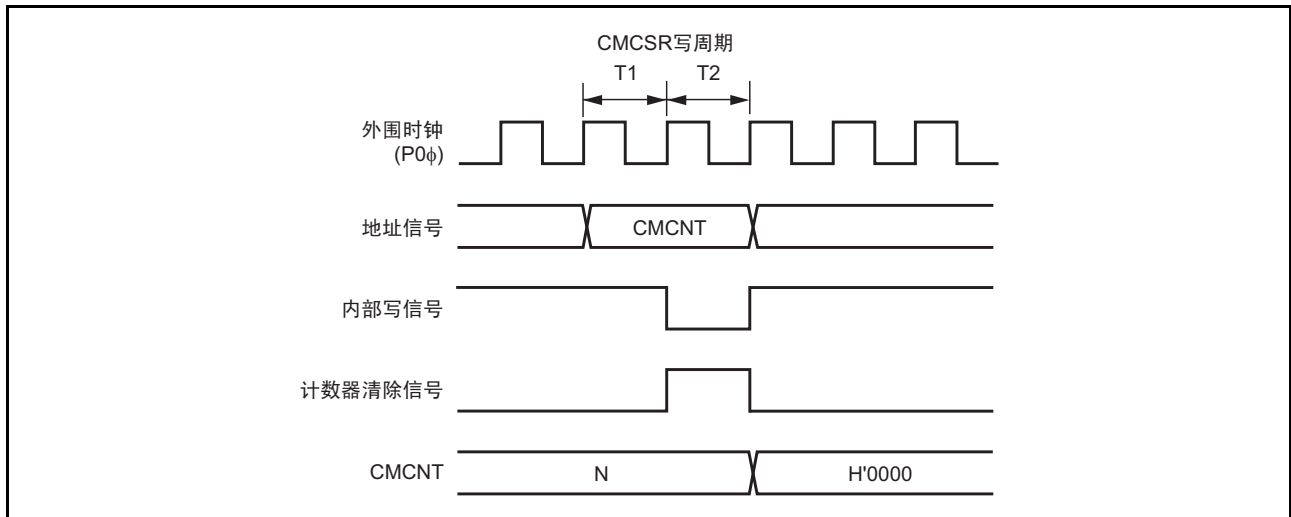 CMCSR写周期
T1 T2
外围时钟
(P0ϕ)
地址信号 CMCNT
内部写信号
计数器清除信号
CMCNT N H'0000